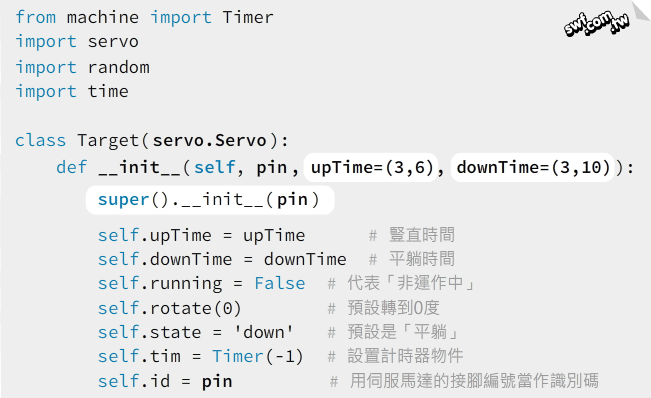 from machine import Timer
import servo
import random
import time
swf.com.tw
class Target(servo.Servo):
    def __init__(self, pin, upTime=(3,6), downTime=(3,10)):
        super().__init__(pin)
        self.upTime = upTime      # 豎直時間
        self.downTime = downTime  # 平躺時間
        self.running = False  # 代表「非運作中」
        self.rotate(0)        # 預設轉到0度
        self.state = 'down'   # 預設是「平躺」
        self.tim = Timer(-1)  # 設置計時器物件
        self.id = pin         # 用伺服馬達的接腳編號當作識別碼